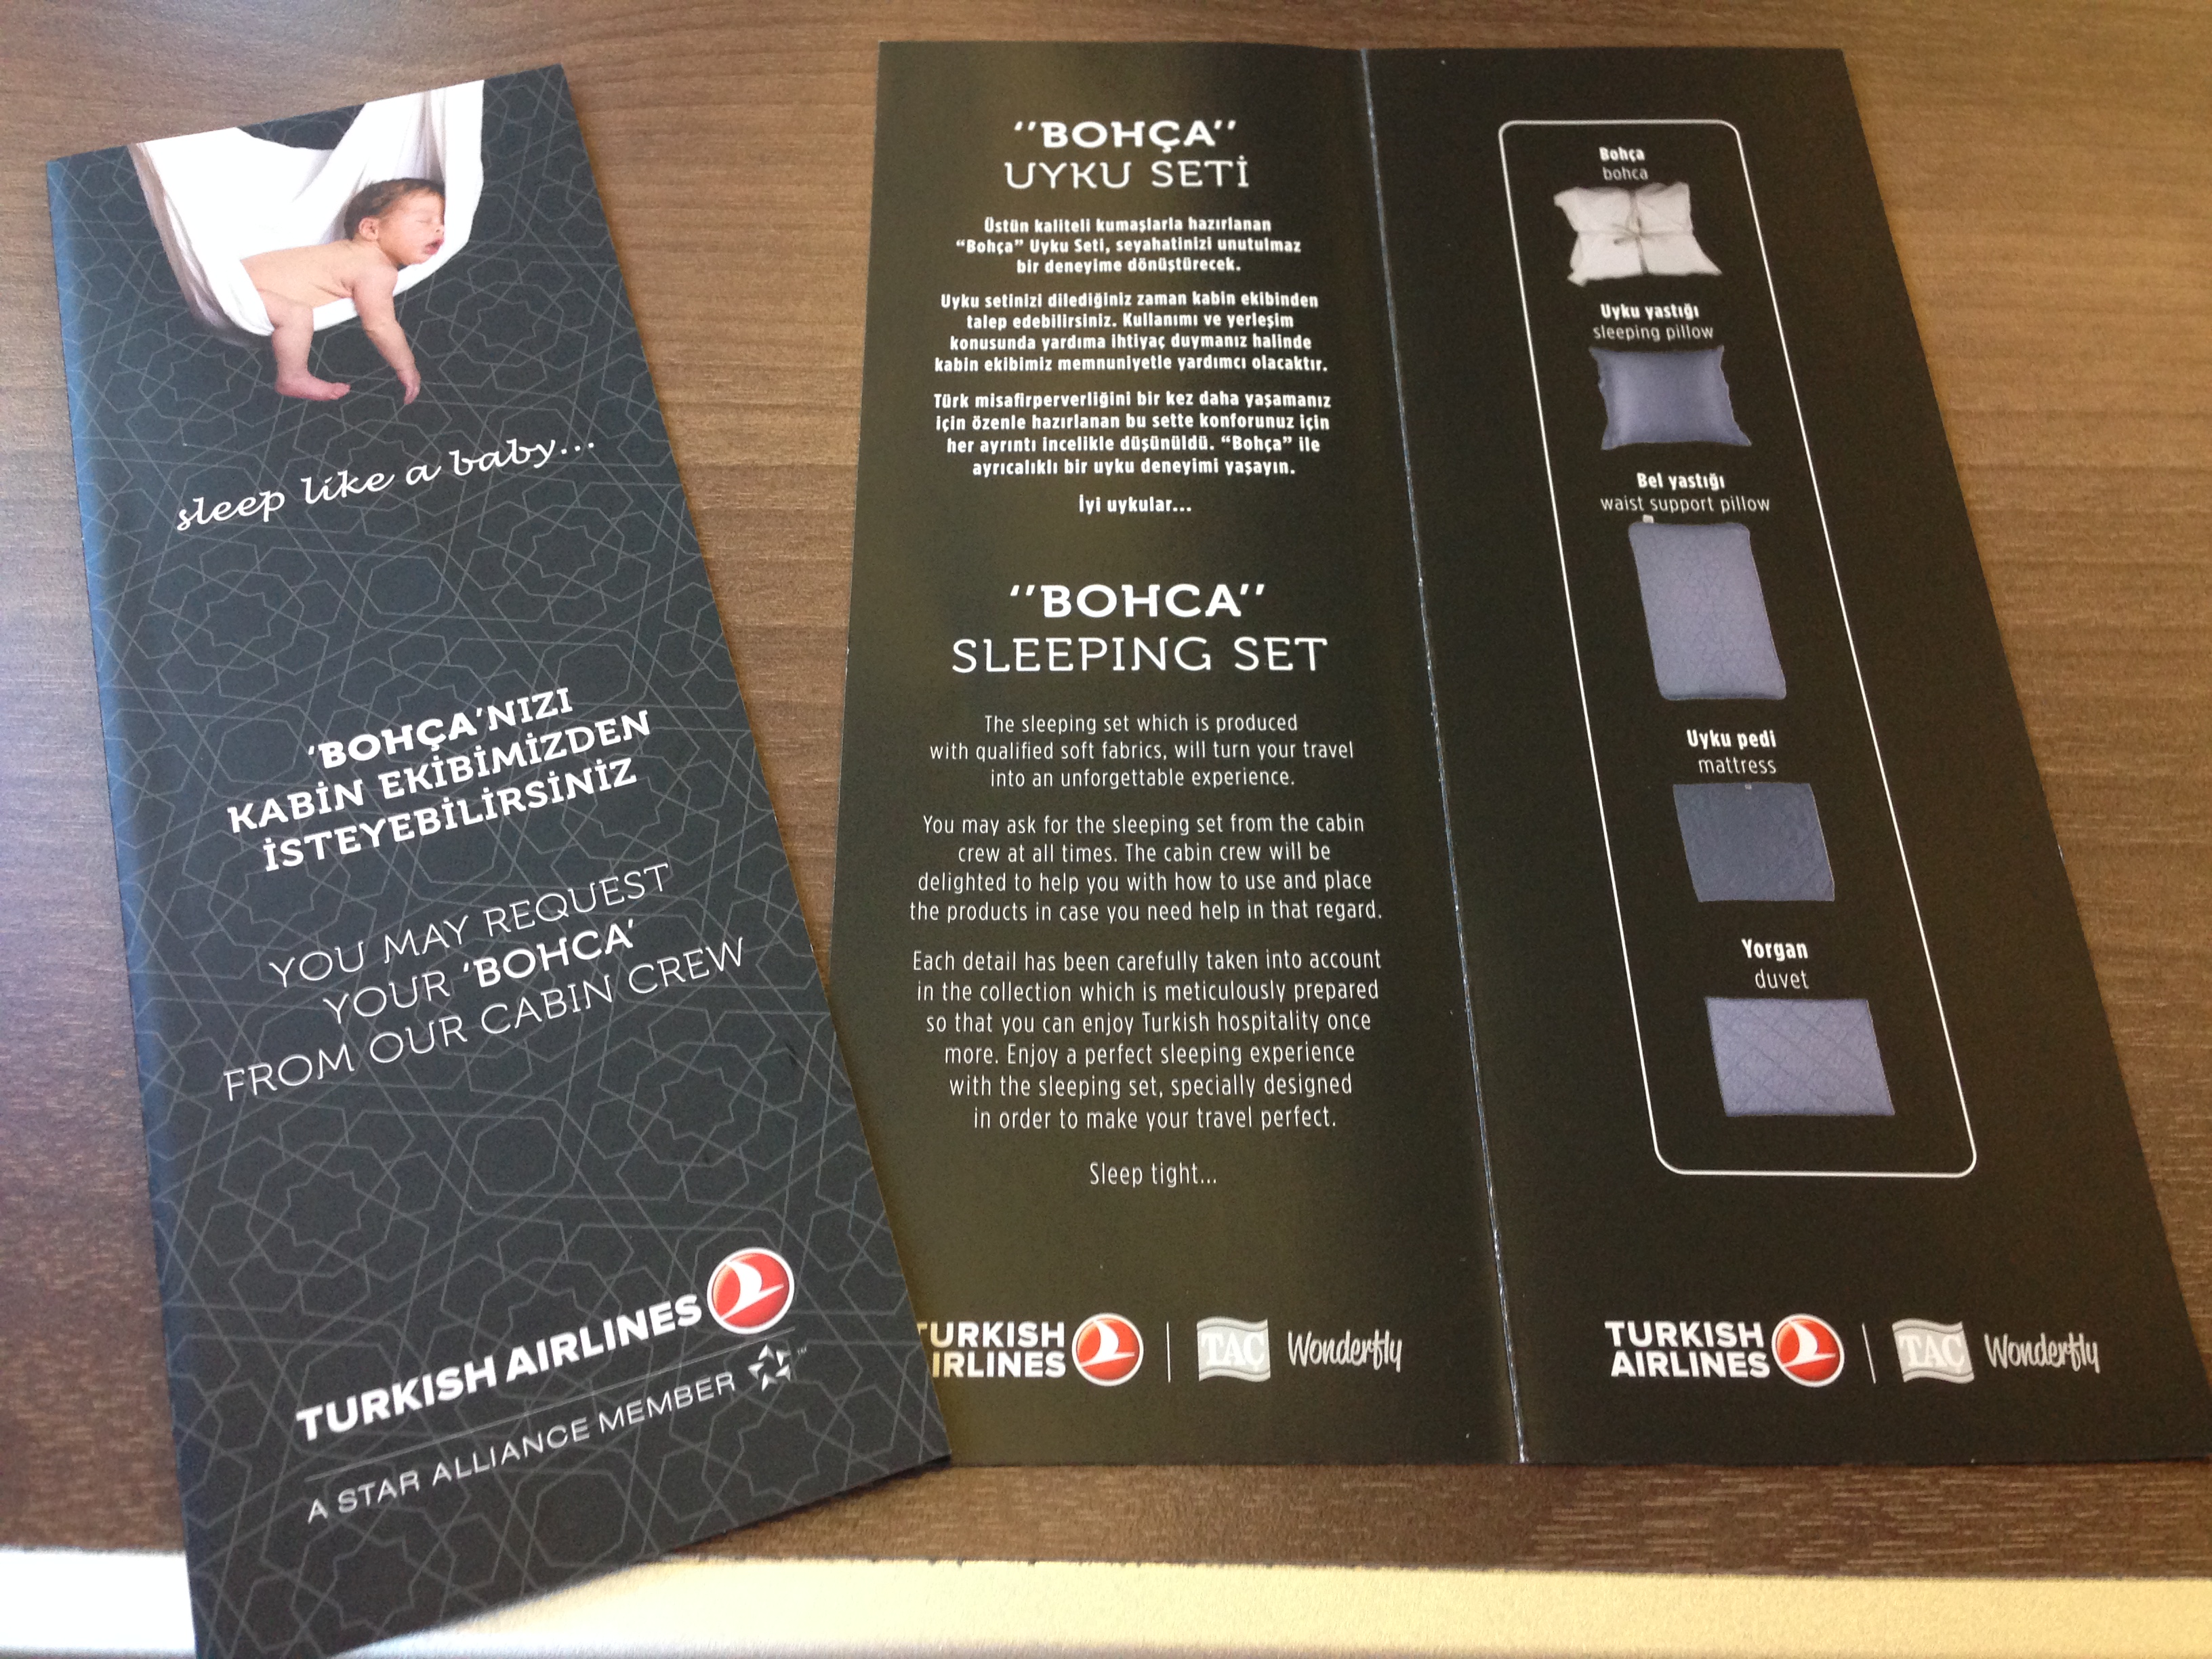 sleep like a baby...
'BOHÇA'NIZI
KABİN EKİBİMİZDEN
İSTEYEBİLİRSİNİZ
YOU MAY REQUEST
YOUR 'BOHCA'
FROM OUR CABIN CREW
TURKISH AIRLINES
A STAR ALLIANCE MEMBER
''BOHÇA''
UYKU SETİ
Üstün kaliteli kumaşlarla hazırlanan
“Bohça” Uyku Seti, seyahatinizi unutulmaz
bir deneyime dönüştürecek.
Uyku setinizi dilediğiniz zaman kabin ekibinden
talep edebilirsiniz. Kullanımı ve yerleşim
konusunda yardıma ihtiyaç duymanız halinde
kabin ekibimiz memnuniyetle yardımcı olacaktır.
Türk misafirperverliğini bir kez daha yaşamanız
için özenle hazırlanan bu sette konforunuz için
her ayrıntı incelikle düşünüldü. “Bohça” ile
ayrıcalıklı bir uyku deneyimi yaşayın.
İyi uykular...
''BOHCA''
SLEEPING SET
The sleeping set which is produced
with qualified soft fabrics, will turn your travel
into an unforgettable experience.
You may ask for the sleeping set from the cabin
crew at all times. The cabin crew will be
delighted to help you with how to use and place
the products in case you need help in that regard.
Each detail has been carefully taken into account
in the collection which is meticulously prepared
so that you can enjoy Turkish hospitality once
more. Enjoy a perfect sleeping experience
with the sleeping set, specially designed
in order to make your travel perfect.
Sleep tight...
TURKISH
AIRLINES
TAÇ
Wonderfly
Bohça
bohca
Uyku yastığı
sleeping pillow
Bel yastığı
waist support pillow
Uyku pedi
mattress
Yorgan
duvet
TURKISH
AIRLINES
TAÇ
Wonderfly